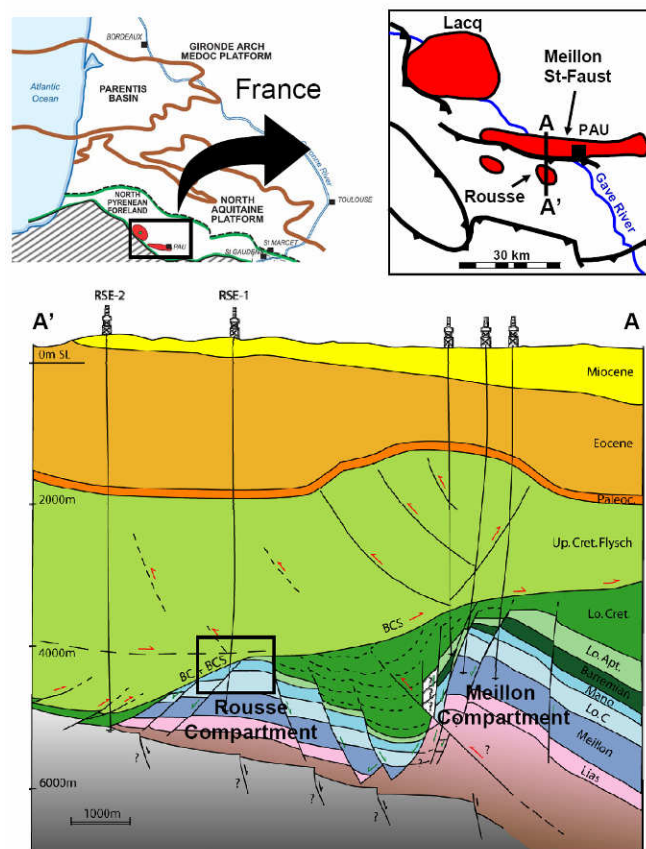 BORDEAUX
GIRONDE ARCH
MEDOC PLATFORM
France
Atlantic
Ocean
PARENTIS
BASIN
Garonne River
TOULOUSE
NORTH
PYRENEAN
FORELAND
NORTH
AQUITAINE
PLATFORM
PAU
St MARCET
St GAUDENS
Lacq
Meillon
St-Faust
A
PAU
Rousse
A'
Gave River
30 km
RSE-2
RSE-1
A'
A
0m SL
Miocene
Eocene
Paleoc.
2000m
Up. Cret. Flysch
BCS
Lo. Cret.
4000m
BC + BCS
Lo. Apt.
Barremian
Mano
Lo. C
Rousse
Compartment
Meillon
Compartment
Meillon
Lias
?
?
?
?
?
?
?
6000m
1000m